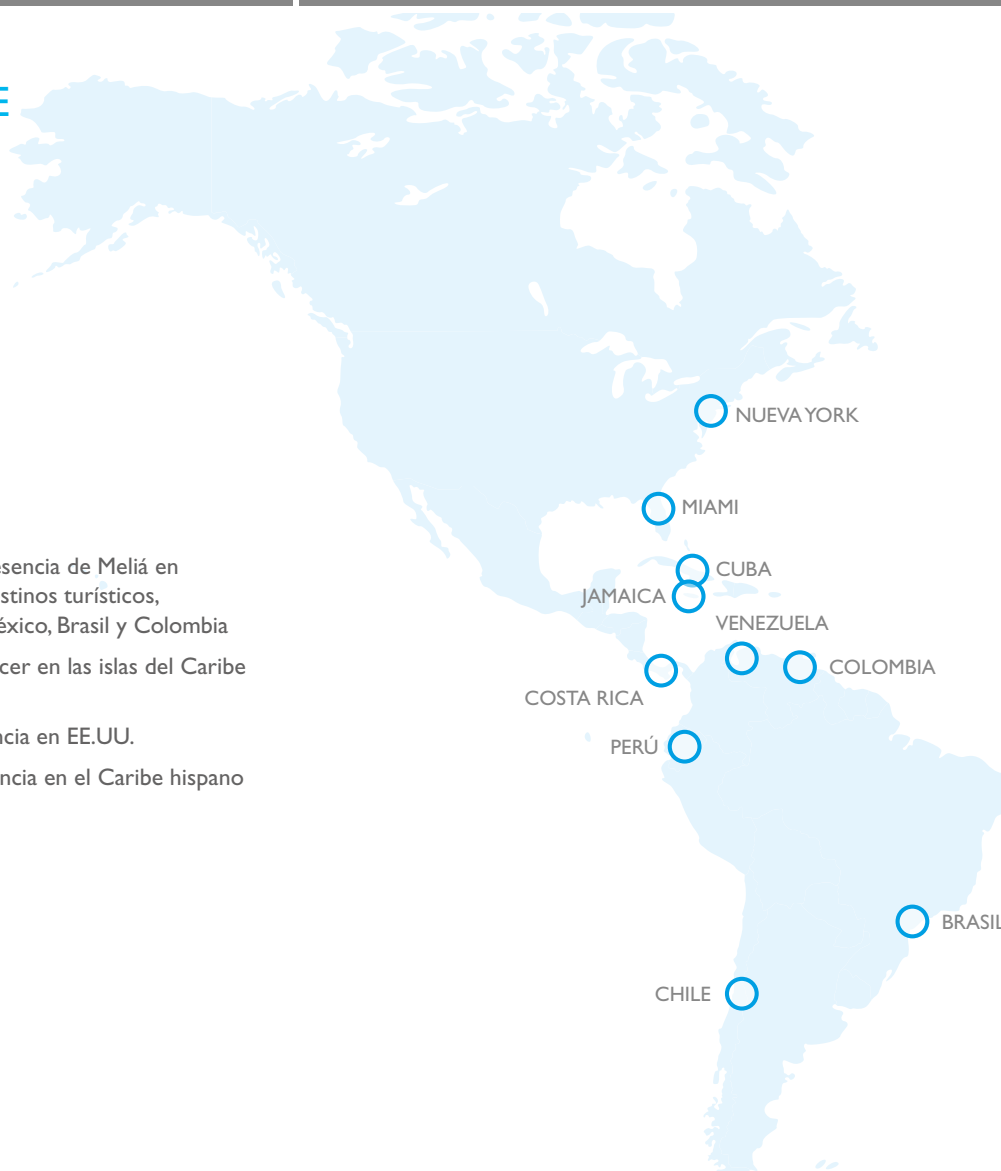 E
esencia de Meliá en
stinos turísticos,
éxico, Brasil y Colombia
cer en las islas del Caribe
ncia en EE.UU.
ncia en el Caribe hispano
NUEVA YORK
MIAMI
CUBA
JAMAICA
VENEZUELA
COLOMBIA
COSTA RICA
PERÚ
BRASIL
CHILE